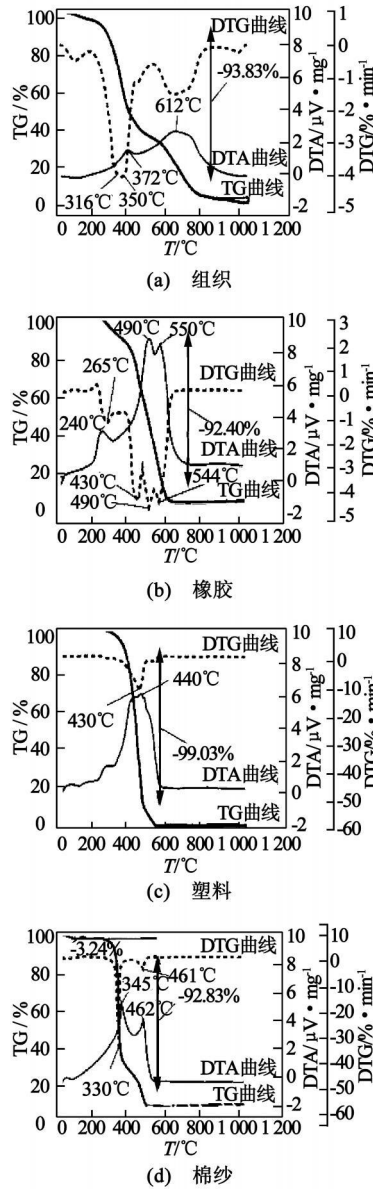 100
80
60
40
20
0
TG / %
DTG曲线
-93.83%
612℃
DTA曲线
372℃
316℃
350℃
TG曲线
10
8
6
4
2
0
-2
DTA/μV·mg⁻¹
1
0
-1
-2
-3
-4
-5
DTG/%·min⁻¹
0 200 400 600 800 1 000 1 200
T/℃
(a) 组织
100
80
60
40
20
0
TG / %
490℃ 550℃
DTG曲线
265℃
240℃
-92.40%
DTA曲线
430℃
544℃
490℃
TG曲线
10
8
6
4
2
0
-2
DTA/μV·mg⁻¹
3
2
1
0
-1
-2
-3
-4
-5
DTG/%·min⁻¹
0 200 400 600 800 1 000 1 200
T/℃
(b) 橡胶
100
80
60
40
20
0
TG / %
DTG曲线
440℃
430℃
-99.03%
DTA曲线
TG曲线
10
8
6
4
2
0
-2
DTA/μV·mg⁻¹
10
0
-10
-20
-30
-40
-50
-60
DTG/%·min⁻¹
0 200 400 600 800 1 000 1 200
T/℃
(c) 塑料
100
80
60
40
20
0
TG / %
-3.24%
DTG曲线
461℃
345℃
-92.83%
462℃
330℃
DTA曲线
TG曲线
10
8
6
4
2
0
-2
DTA/μV·mg⁻¹
10
0
-10
-20
-30
-40
-50
-60
DTG/%·min⁻¹
0 200 400 600 800 1 000 1 200
T/℃
(d) 棉纱